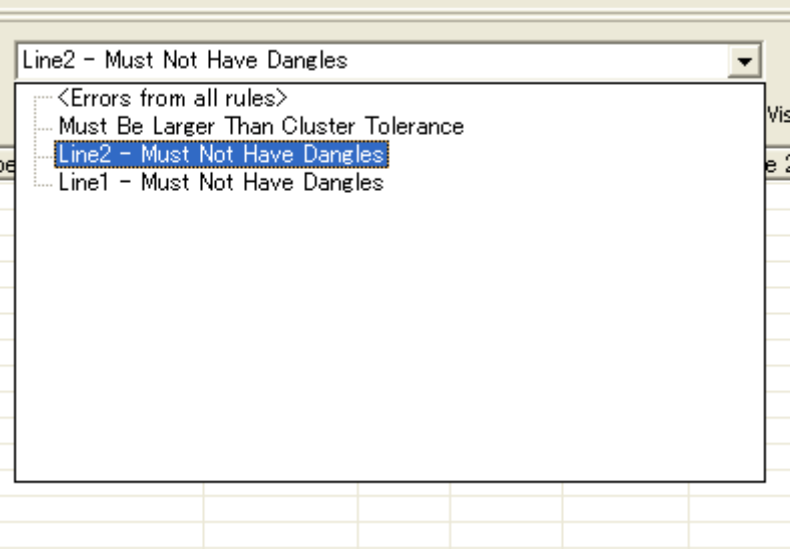 Line2 - Must Not Have Dangles
<Errors from all rules>
Must Be Larger Than Cluster Tolerance
Line2 - Must Not Have Dangles
Line1 - Must Not Have Dangles